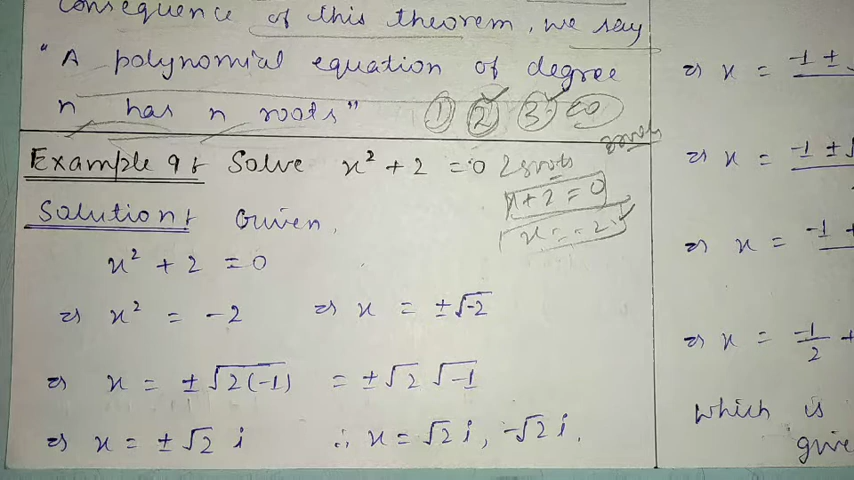 consequence of this theorem, we say
"A polynomial equation of degree
n has n roots"
① ② ③
Example 9:- Solve x² + 2 = 0 2 roots
x + 2 = 0
x = -2
Solution:- Given,
x² + 2 = 0
⇒ x² = -2 ⇒ x = ±√-2
⇒ x = ±√2(-1) = ±√2 √-1
⇒ x = ±√2 i ∴ x = √2 i, -√2 i.
⇒ x = -1 ±
⇒ x = -1 ± √
⇒ x = -1 +
⇒ x = -1/2 +
Which is
give